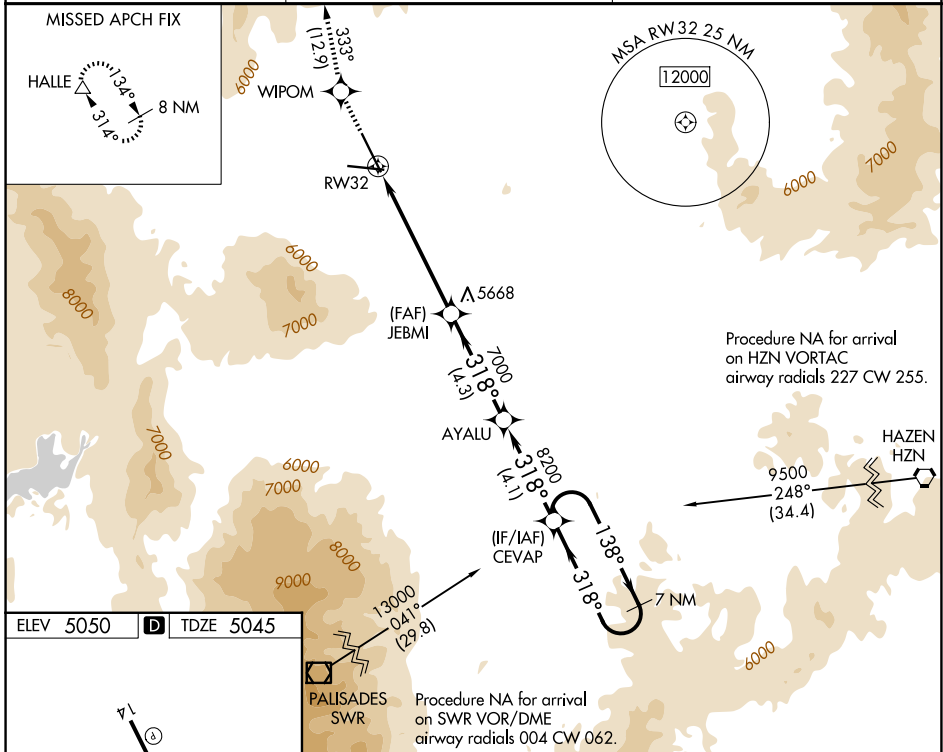 MISSED APCH FIX
HALLE
134°
314°
8 NM
6000
333°
(12.9)
WIPOM
RW32
MSA RW32 25 NM
12000
6000
7000
8000
6000
7000
(FAF)
JEBMI
5668
7000
318°
(4.3)
AYALU
8200
318°
(4.1)
(IF/IAF)
CEVAP
138°
318°
7 NM
Procedure NA for arrival
on HZN VORTAC
airway radials 227 CW 255.
HAZEN
HZN
9500
248°
(34.4)
7000
6000
7000
8000
9000
13000
041°
(29.8)
PALISADES
SWR
Procedure NA for arrival
on SWR VOR/DME
airway radials 004 CW 062.
6000
ELEV 5050
D
TDZE 5045
14
P